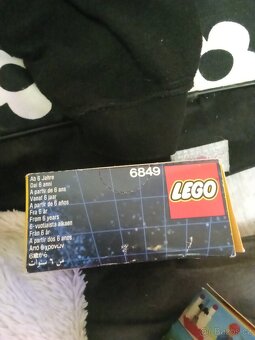 6849
LEGO
Ab 6 Jahre
Dai 6 anni
A partir de 6 ans
Vanaf 6 jaar
A partir de 6 años
Fra 6 år
From 6 years
6-vuotiaista alkaen
Från 6 år
A partir dos 6 anos
Από 6 χρονών